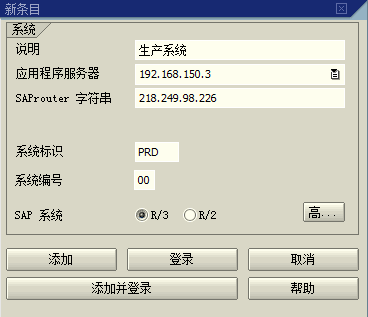 新条目
系统
说明 生产系统
应用程序服务器 192.168.150.3
SAProuter 字符串 218.249.98.226
系统标识 PRD
系统编号 00
SAP 系统 R/3 R/2 高...
添加 登录 取消
添加并登录 帮助